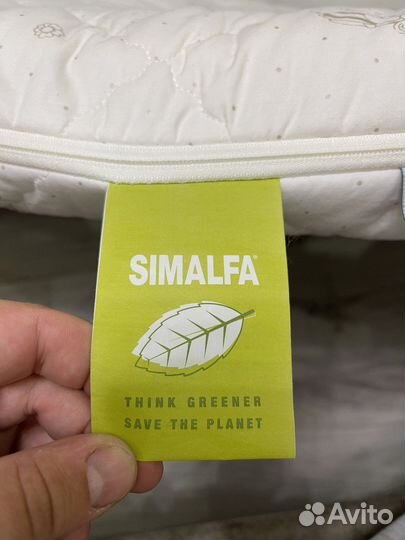 SIMALFA®
THINK GREENER
SAVE THE PLANET
Avito